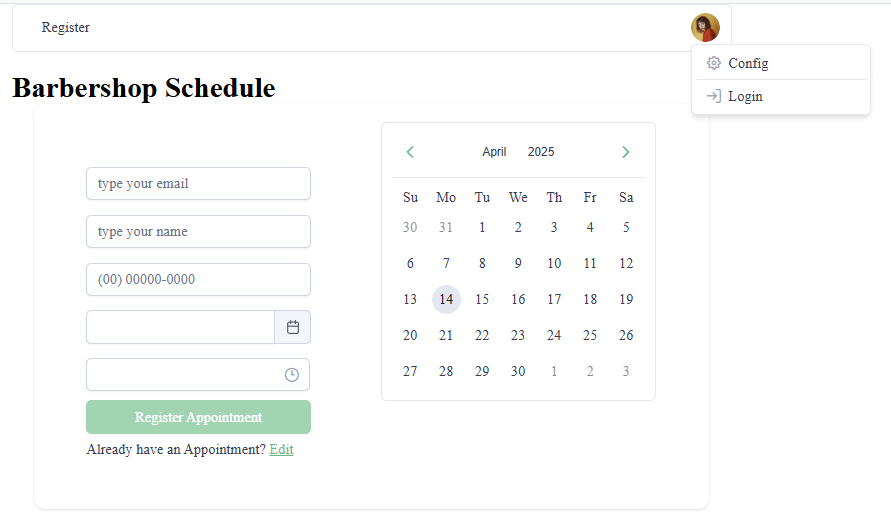 Register
Config
Login
Barbershop Schedule
type your email
type your name
(00) 00000-0000
Register Appointment
Already have an Appointment? Edit
April 2025
Su Mo Tu We Th Fr Sa
30 31 1 2 3 4 5
6 7 8 9 10 11 12
13 14 15 16 17 18 19
20 21 22 23 24 25 26
27 28 29 30 1 2 3